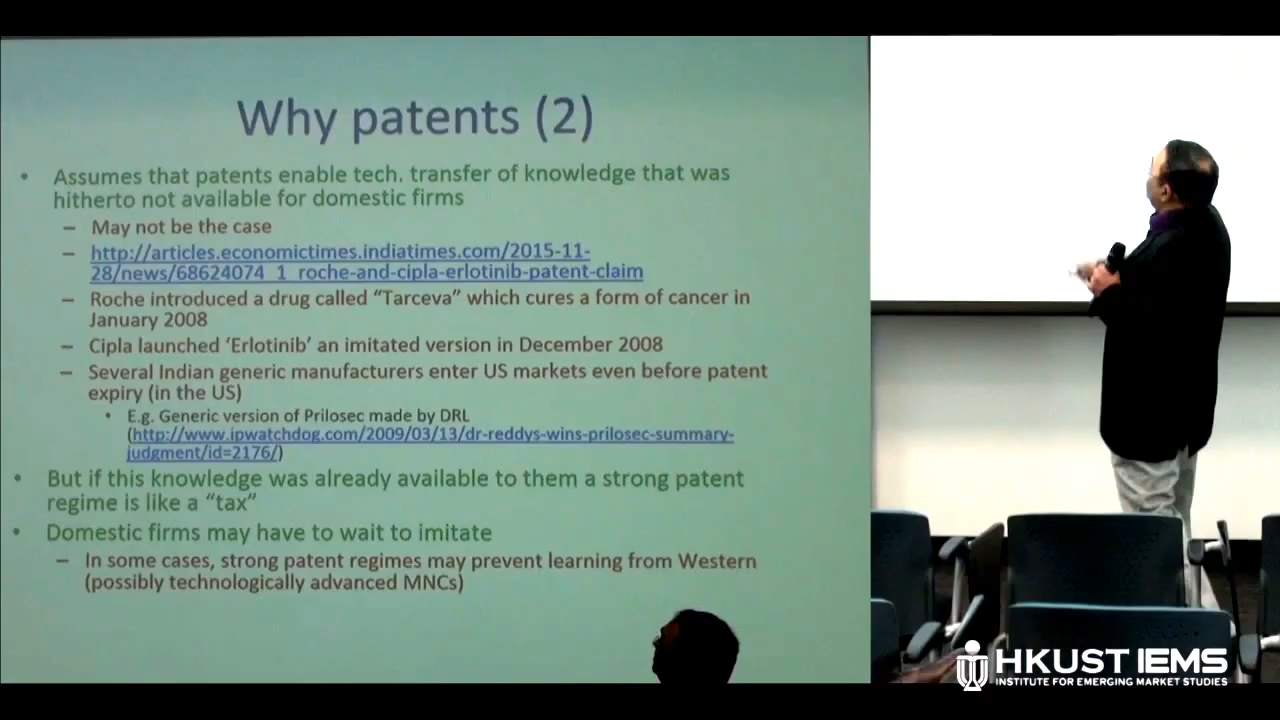 Why patents (2)
• Assumes that patents enable tech. transfer of knowledge that was
hitherto not available for domestic firms
– May not be the case
– http://articles.economictimes.indiatimes.com/2015-11-
28/news/68624074_1_roche-and-cipla-erlotinib-patent-claim
– Roche introduced a drug called “Tarceva” which cures a form of cancer in
January 2008
– Cipla launched ‘Erlotinib’ an imitated version in December 2008
– Several Indian generic manufacturers enter US markets even before patent
expiry (in the US)
• E.g. Generic version of Prilosec made by DRL
(http://www.ipwatchdog.com/2009/03/13/dr-reddys-wins-prilosec-summary-
judgment/id=2176/)
• But if this knowledge was already available to them a strong patent
regime is like a “tax”
• Domestic firms may have to wait to imitate
– In some cases, strong patent regimes may prevent learning from Western
(possibly technologically advanced MNCs)
HKUST IEMS
INSTITUTE FOR EMERGING MARKET STUDIES